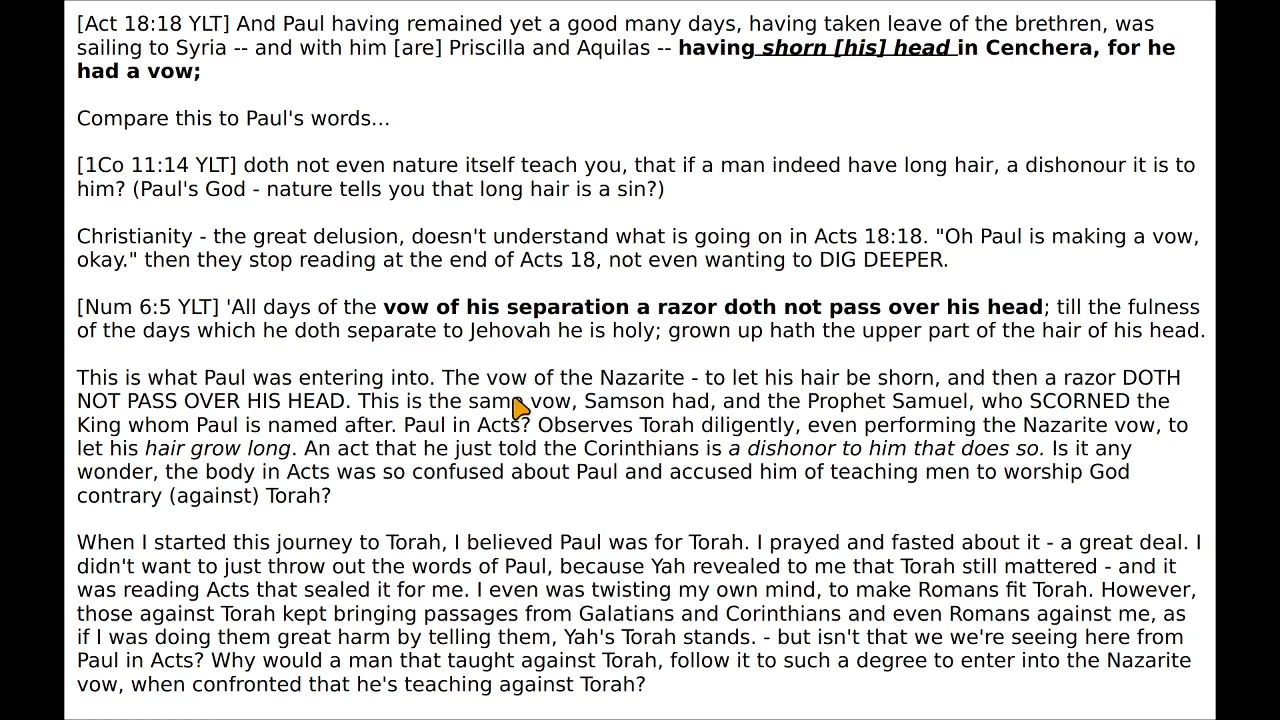 [Act 18:18 YLT] And Paul having remained yet a good many days, having taken leave of the brethren, was
sailing to Syria -- and with him [are] Priscilla and Aquilas -- having shorn [his] head in Cenchera, for he
had a vow;
Compare this to Paul's words...
[1Co 11:14 YLT] doth not even nature itself teach you, that if a man indeed have long hair, a dishonour it is to
him? (Paul's God - nature tells you that long hair is a sin?)
Christianity - the great delusion, doesn't understand what is going on in Acts 18:18. "Oh Paul is making a vow,
okay." then they stop reading at the end of Acts 18, not even wanting to DIG DEEPER.
[Num 6:5 YLT] 'All days of the vow of his separation a razor doth not pass over his head; till the fulness
of the days which he doth separate to Jehovah he is holy; grown up hath the upper part of the hair of his head.
This is what Paul was entering into. The vow of the Nazarite - to let his hair be shorn, and then a razor DOTH
NOT PASS OVER HIS HEAD. This is the same vow, Samson had, and the Prophet Samuel, who SCORNED the
King whom Paul is named after. Paul in Acts? Observes Torah diligently, even performing the Nazarite vow, to
let his hair grow long. An act that he just told the Corinthians is a dishonor to him that does so. Is it any
wonder, the body in Acts was so confused about Paul and accused him of teaching men to worship God
contrary (against) Torah?
When I started this journey to Torah, I believed Paul was for Torah. I prayed and fasted about it - a great deal. I
didn't want to just throw out the words of Paul, because Yah revealed to me that Torah still mattered - and it
was reading Acts that sealed it for me. I even was twisting my own mind, to make Romans fit Torah. However,
those against Torah kept bringing passages from Galatians and Corinthians and even Romans against me, as
if I was doing them great harm by telling them, Yah's Torah stands. - but isn't that we we're seeing here from
Paul in Acts? Why would a man that taught against Torah, follow it to such a degree to enter into the Nazarite
vow, when confronted that he's teaching against Torah?